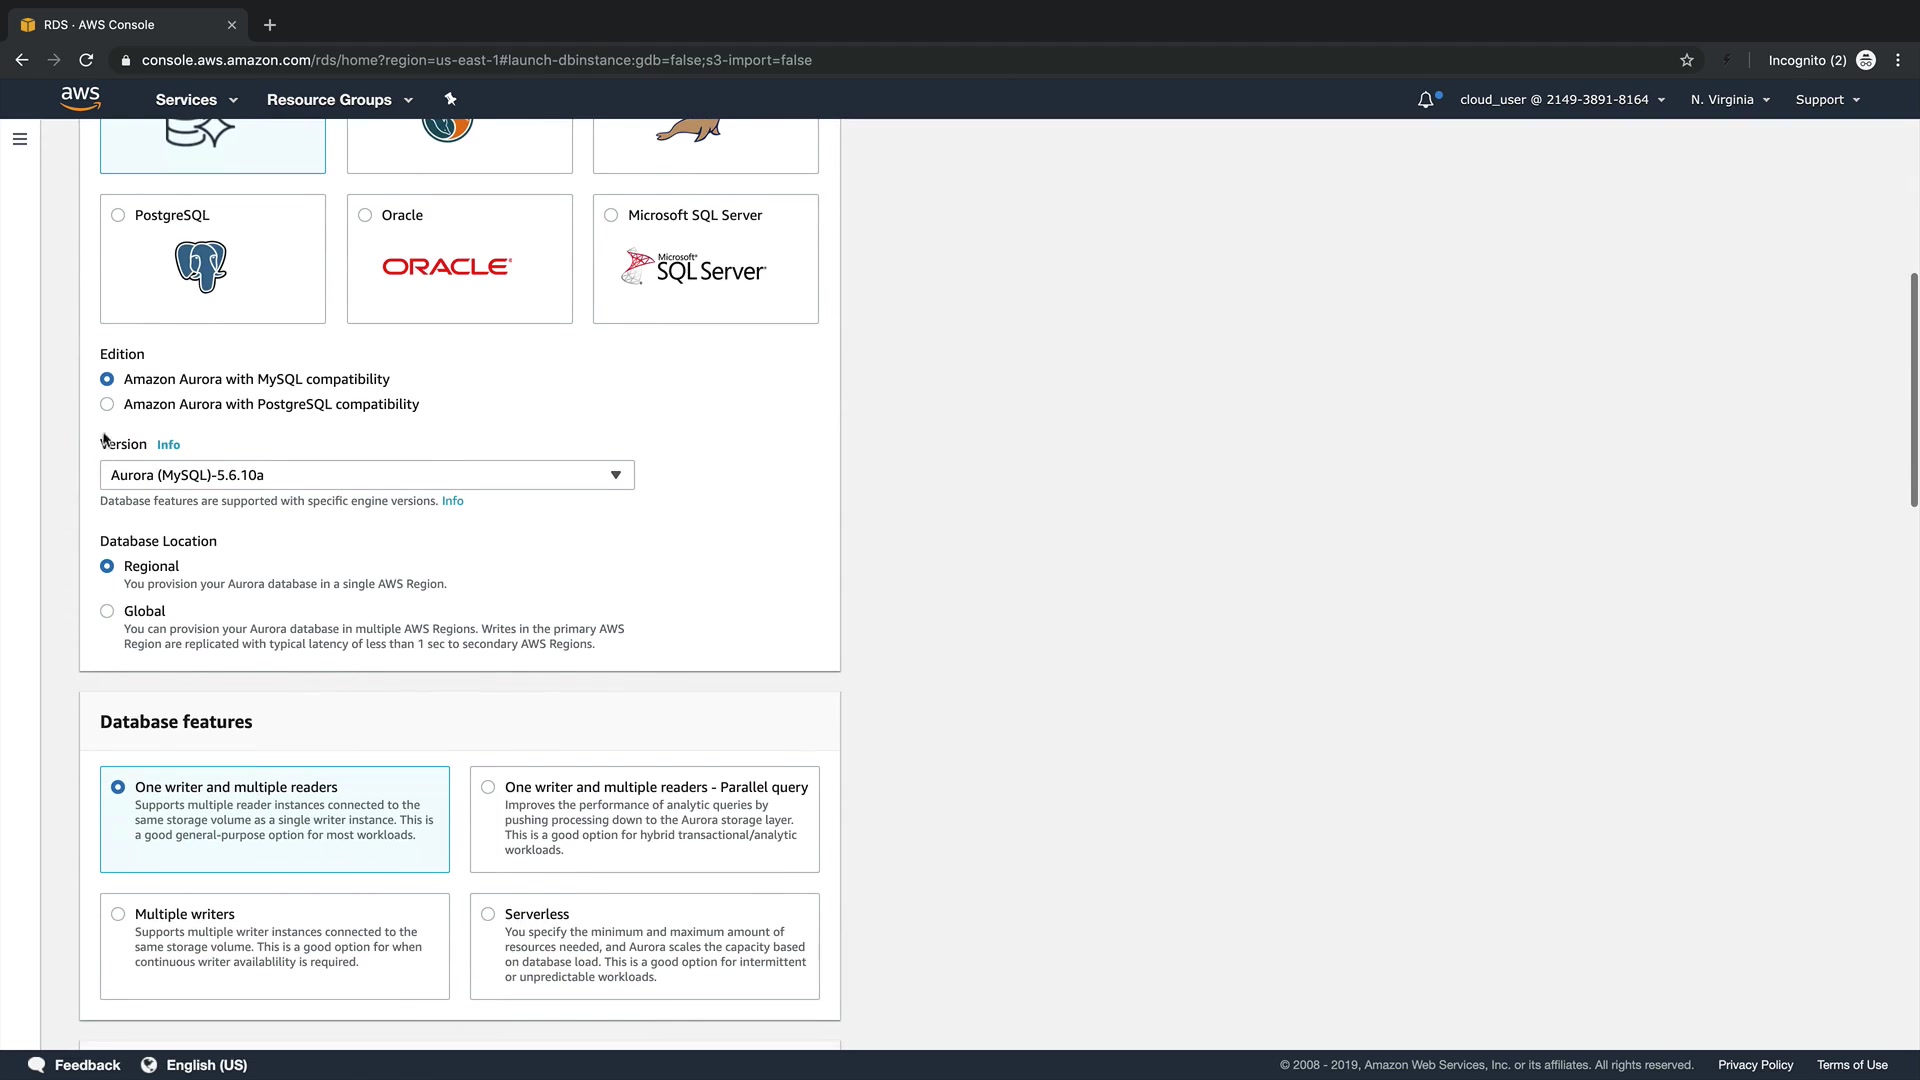 RDS · AWS Console
console.aws.amazon.com/rds/home?region=us-east-1#launch-dbinstance:gdb=false;s3-import=false
Incognito (2)
aws
Services
Resource Groups
cloud_user @ 2149-3891-8164
N. Virginia
Support
PostgreSQL
Oracle
Microsoft SQL Server
ORACLE
Microsoft
SQL Server
Edition
Amazon Aurora with MySQL compatibility
Amazon Aurora with PostgreSQL compatibility
Version Info
Aurora (MySQL)-5.6.10a
Database features are supported with specific engine versions. Info
Database Location
Regional
You provision your Aurora database in a single AWS Region.
Global
You can provision your Aurora database in multiple AWS Regions. Writes in the primary AWS
Region are replicated with typical latency of less than 1 sec to secondary AWS Regions.
Database features
One writer and multiple readers
Supports multiple reader instances connected to the
same storage volume as a single writer instance. This is
a good general-purpose option for most workloads.
One writer and multiple readers - Parallel query
Improves the performance of analytic queries by
pushing processing down to the Aurora storage layer.
This is a good option for hybrid transactional/analytic
workloads.
Multiple writers
Supports multiple writer instances connected to the
same storage volume. This is a good option for when
continuous writer availablility is required.
Serverless
You specify the minimum and maximum amount of
resources needed, and Aurora scales the capacity based
on database load. This is a good option for intermittent
or unpredictable workloads.
Feedback
English (US)
© 2008 - 2019, Amazon Web Services, Inc. or its affiliates. All rights reserved.
Privacy Policy
Terms of Use